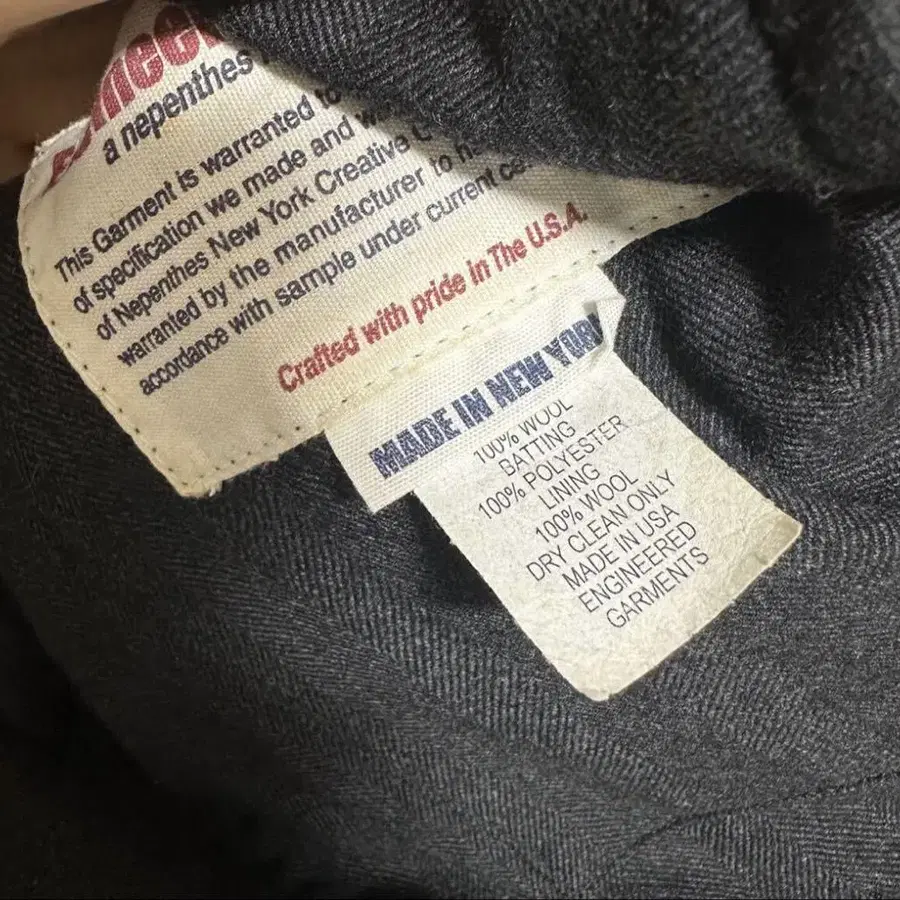 a nepenthes
This Garment is warranted
of specification we made and
of Nepenthes New York Creative
warranted by the manufacturer to
accordance with sample under current
Crafted with pride in The U.S.A.
MADE IN NEW YORK
100% WOOL
BATTING
100% POLYESTER
LINING
100% WOOL
DRY CLEAN ONLY
MADE IN USA
ENGINEERED
GARMENTS